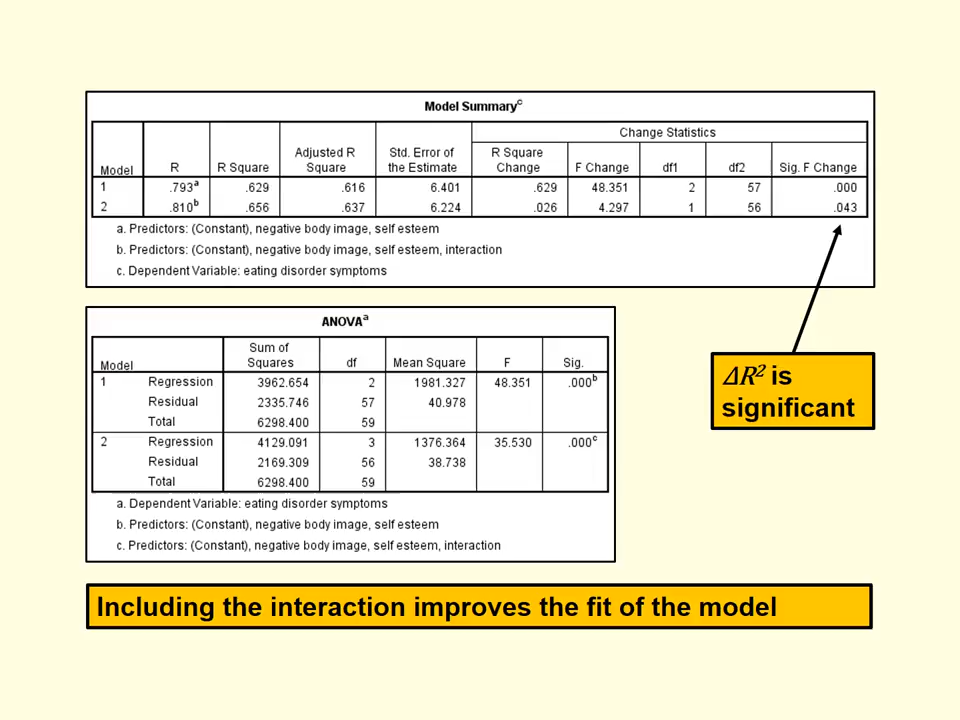 Model Summaryc
Change Statistics
Model R R Square Adjusted R Square Std. Error of the Estimate R Square Change F Change df1 df2 Sig. F Change
1 .793a .629 .616 6.401 .629 48.351 2 57 .000
2 .810b .656 .637 6.224 .026 4.297 1 56 .043
a. Predictors: (Constant), negative body image, self esteem
b. Predictors: (Constant), negative body image, self esteem, interaction
c. Dependent Variable: eating disorder symptoms
ANOVAa
Model Sum of Squares df Mean Square F Sig.
1 Regression 3962.654 2 1981.327 48.351 .000b
Residual 2335.746 57 40.978
Total 6298.400 59
2 Regression 4129.091 3 1376.364 35.530 .000c
Residual 2169.309 56 38.738
Total 6298.400 59
a. Dependent Variable: eating disorder symptoms
b. Predictors: (Constant), negative body image, self esteem
c. Predictors: (Constant), negative body image, self esteem, interaction
ΔR² is
significant
Including the interaction improves the fit of the model